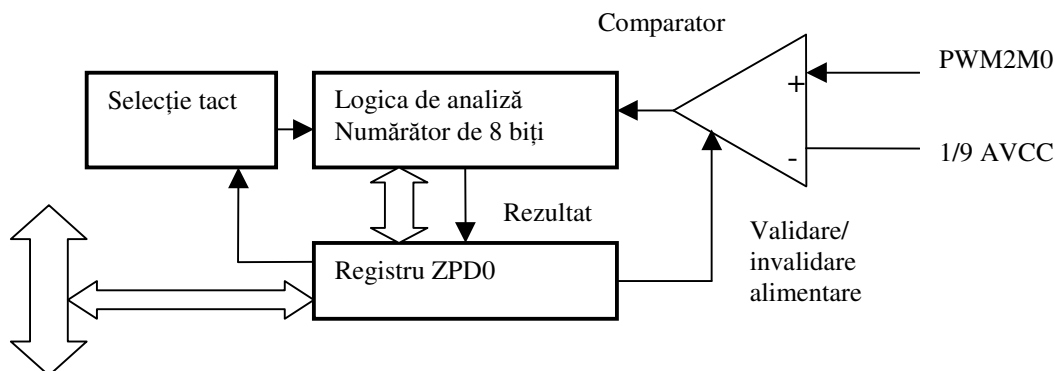 Comparator
PWM2M0
Selecție tact
Logica de analiză
Numărător de 8 biți
+
-
1/9 AVCC
Rezultat
Validare/
invalidare
alimentare
Registru ZPD0